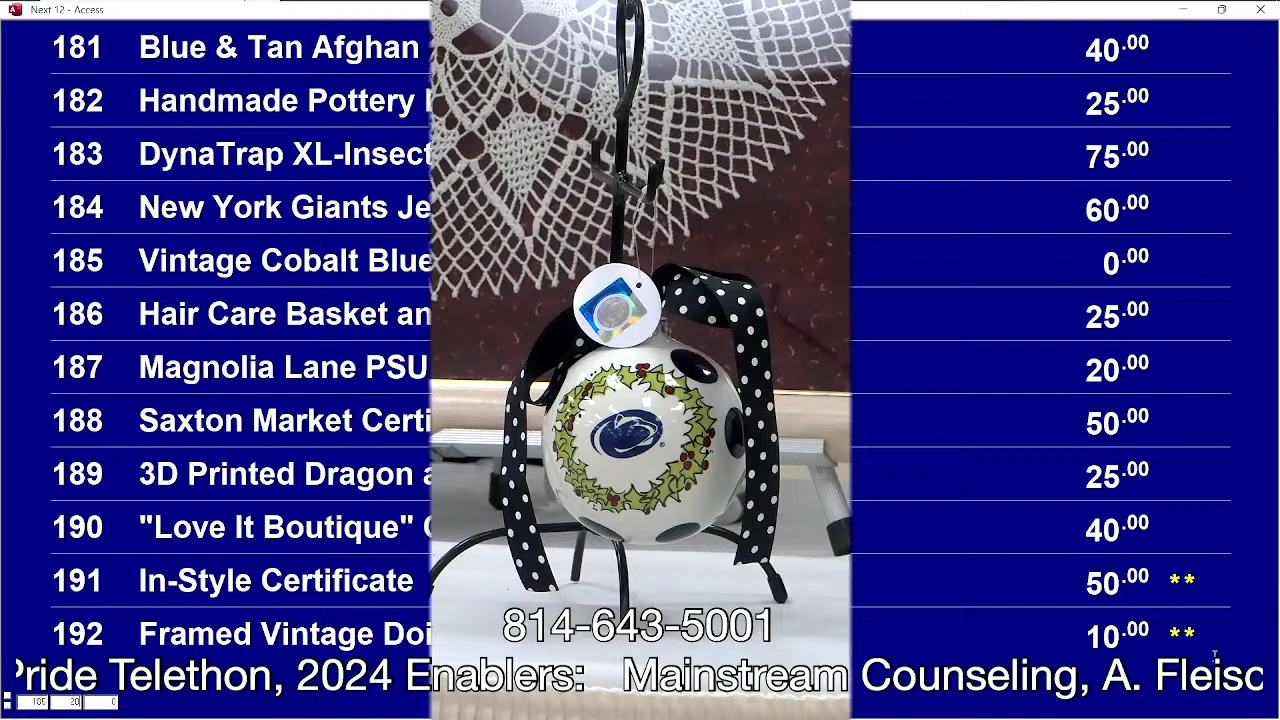 Next 12 - Access
181 Blue & Tan Afghan 40.00
182 Handmade Pottery 25.00
183 DynaTrap XL-Insect 75.00
184 New York Giants Je 60.00
185 Vintage Cobalt Blue 0.00
186 Hair Care Basket an 25.00
187 Magnolia Lane PSU 20.00
188 Saxton Market Certi 50.00
189 3D Printed Dragon a 25.00
190 "Love It Boutique" 40.00
191 In-Style Certificate 50.00 **
192 Framed Vintage Doi 10.00 **
814-643-5001
Pride Telethon, 2024 Enablers: Mainstream Counseling, A. Fleisc
185 20 0